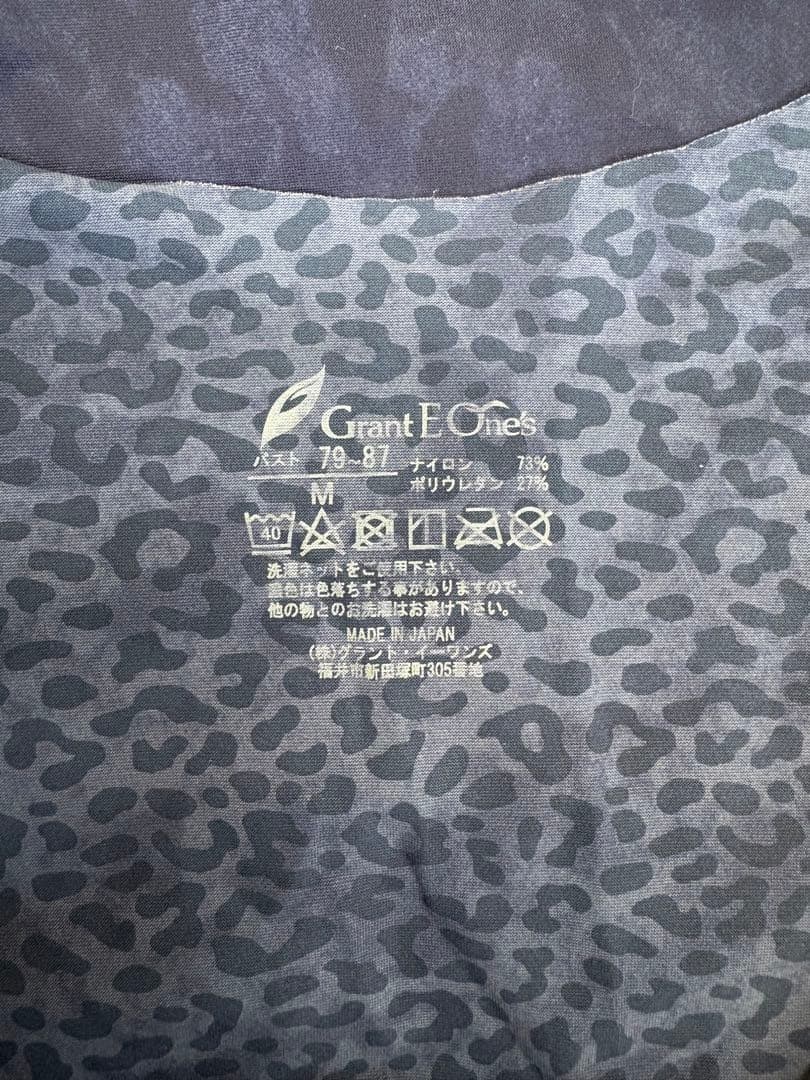 Grant E One's
バスト 79~87
M
ナイロン 73%
ポリウレタン 27%
40
洗濯ネットをご使用下さい。
濃色は色落ちする事がありますので、
他の物とのお洗濯はお避け下さい。
MADE IN JAPAN
(株)グラント・イーワンズ
福井市新田塚町305番地